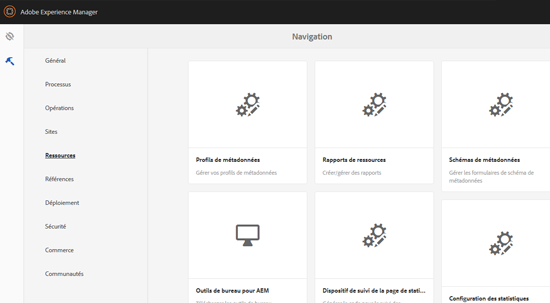 Adobe Experience Manager
Navigation
Général
Processus
Opérations
Sites
Ressources
Références
Déploiement
Sécurité
Commerce
Communautés
Profils de métadonnées
Gérer vos profils de métadonnées
Rapports de ressources
Créer/gérer des rapports
Schémas de métadonnées
Gérer les formulaires de schéma de
métadonnées
Outils de bureau pour AEM
Dispositif de suivi de la page de stati...
Configuration des statistiques